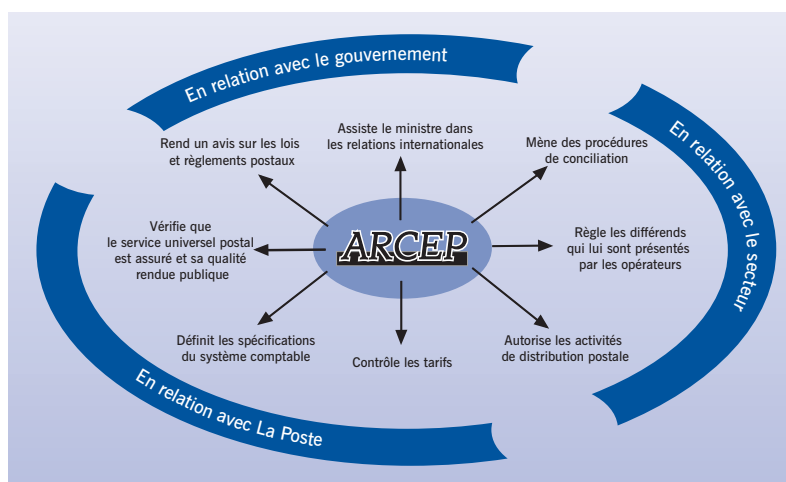 En relation avec le gouvernement
Rend un avis sur les lois
et règlements postaux
Assiste le ministre dans
les relations internationales
Mène des procédures
de conciliation
En relation avec le secteur
Vérifie que
le service universel postal
est assuré et sa qualité
rendue publique
ARCEP
Règle les différends
qui lui sont présentés
par les opérateurs
Définit les spécifications
du système comptable
Contrôle les tarifs
Autorise les activités
de distribution postale
En relation avec La Poste